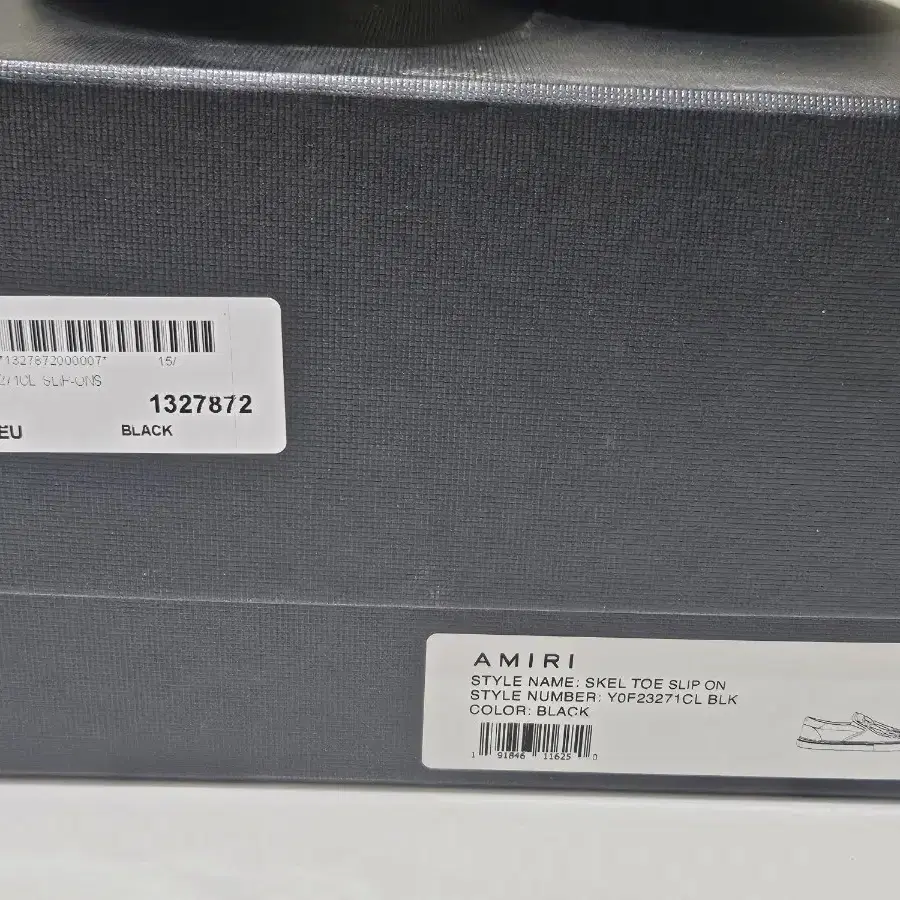 *1327872000007*
271CL SLIP-ONS
1327872
EU BLACK
AMIRI
STYLE NAME: SKEL TOE SLIP ON
STYLE NUMBER: Y0F23271CL BLK
COLOR: BLACK
1 91846 11625 0